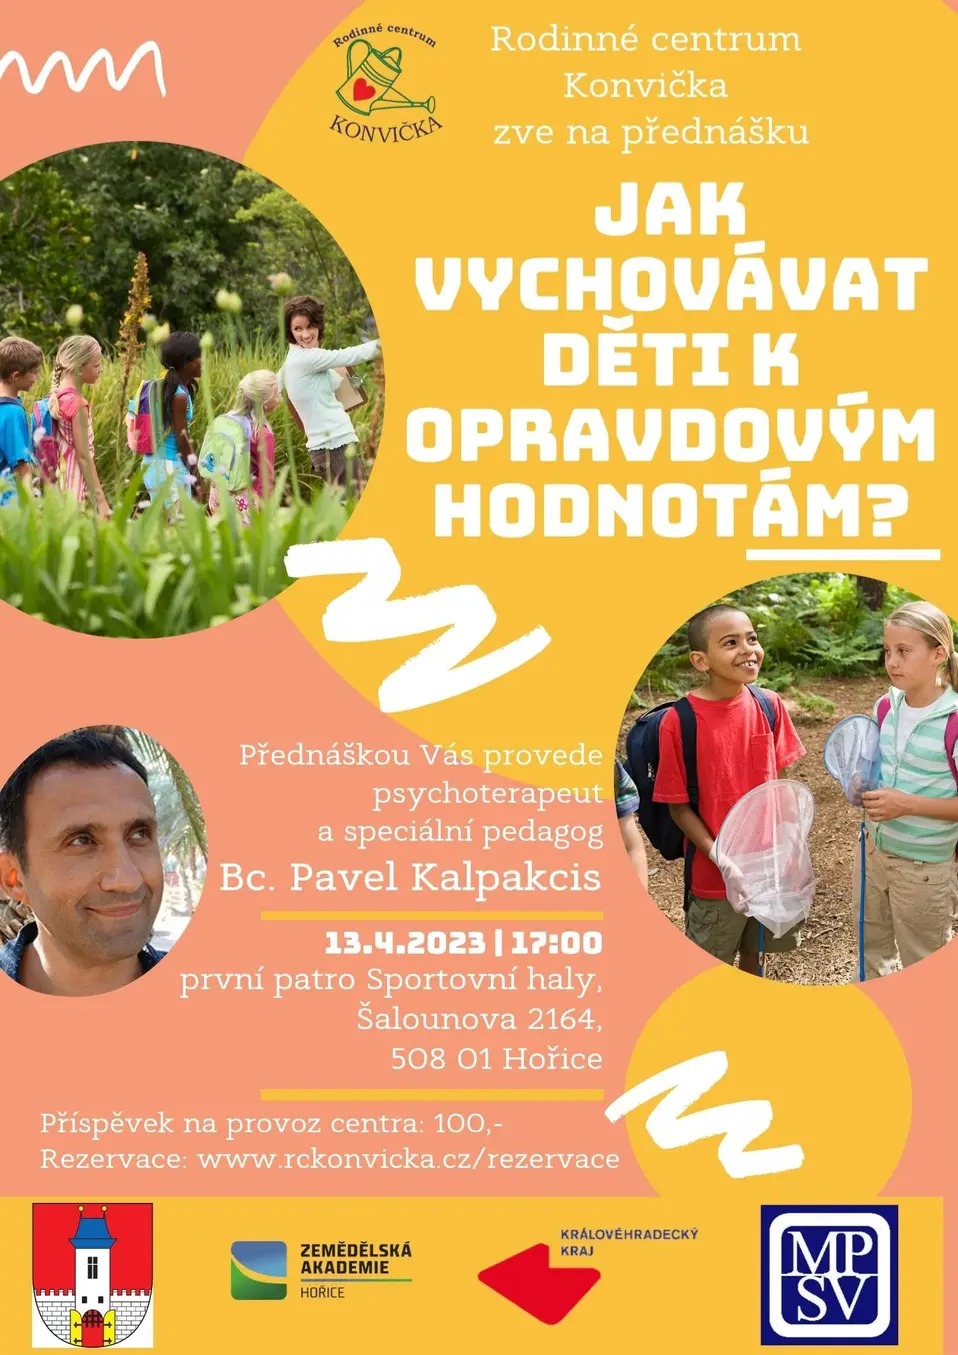 Rodinné centrum
KONVIČKA
Rodinné centrum
Konvička
zve na přednášku
JAK
VYCHOVÁVAT
DĚTI K
OPRAVDOVÝM
HODNOTÁM?
Přednáškou Vás provede
psychoterapeut
a speciální pedagog
Bc. Pavel Kalpakcis
13.4.2023 | 17:00
první patro Sportovní haly,
Šalounova 2164,
508 01 Hořice
Příspěvek na provoz centra: 100,-
Rezervace: www.rckonvicka.cz/rezervace
ZEMĚDĚLSKÁ
AKADEMIE
HOŘICE
KRÁLOVÉHRADECKÝ
KRAJ
MP
SV